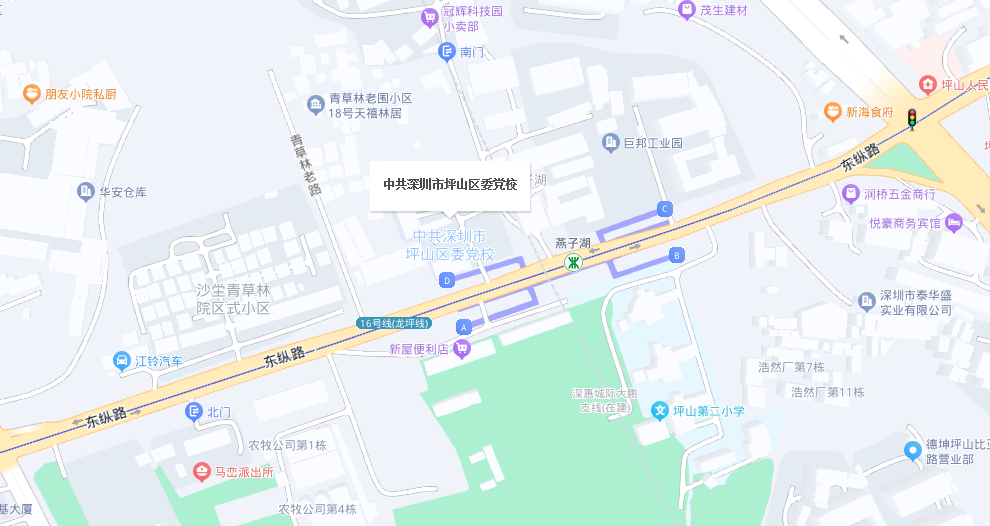 冠辉科技园
小卖部
茂生建材
南门
朋友小院私厨
青草林老围小区
18号天禧林居
新海食府
坪山人民
青草林老路
巨邦工业园
东纵路
中共深圳市坪山区委党校
子湖
华安仓库
润桥五金商行
C
悦豪商务宾馆
中共深圳市
坪山区委党校
燕子湖
B
D
沙坣青草林
院区式小区
深圳市泰华盛
实业有限公司
16号线(龙坪线)
A
新屋便利店
江铃汽车
东纵路
浩然厂第7栋
浩然厂第11栋
深惠城际大鹏
支线(在建)
东纵路
北门
坪山第二小学
农牧公司第1栋
德坤坪山比亚
路营业部
马峦派出所
基大厦
农牧公司第4栋